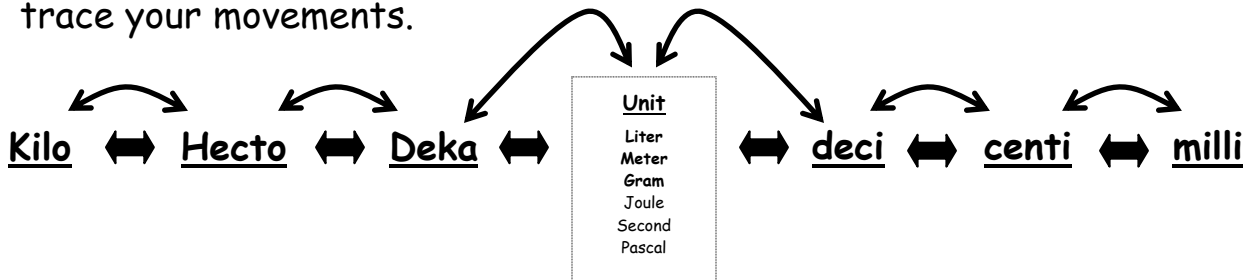 trace your movements.
Kilo Hecto Deka deci centi milli
Unit
Liter
Meter
Gram
Joule
Second
Pascal